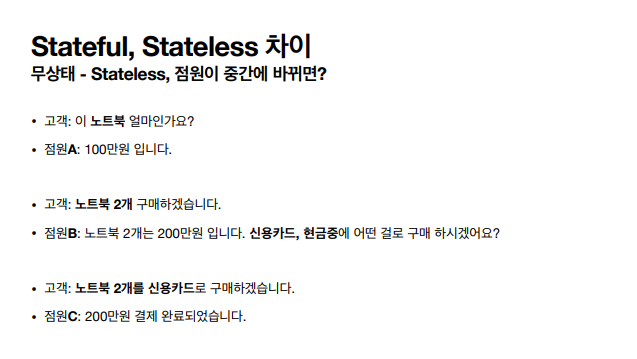 Stateful, Stateless 차이
무상태 - Stateless, 점원이 중간에 바뀌면?
• 고객: 이 노트북 얼마인가요?
• 점원A: 100만원 입니다.
• 고객: 노트북 2개 구매하겠습니다.
• 점원B: 노트북 2개는 200만원 입니다. 신용카드, 현금중에 어떤 걸로 구매 하시겠어요?
• 고객: 노트북 2개를 신용카드로 구매하겠습니다.
• 점원C: 200만원 결제 완료되었습니다.